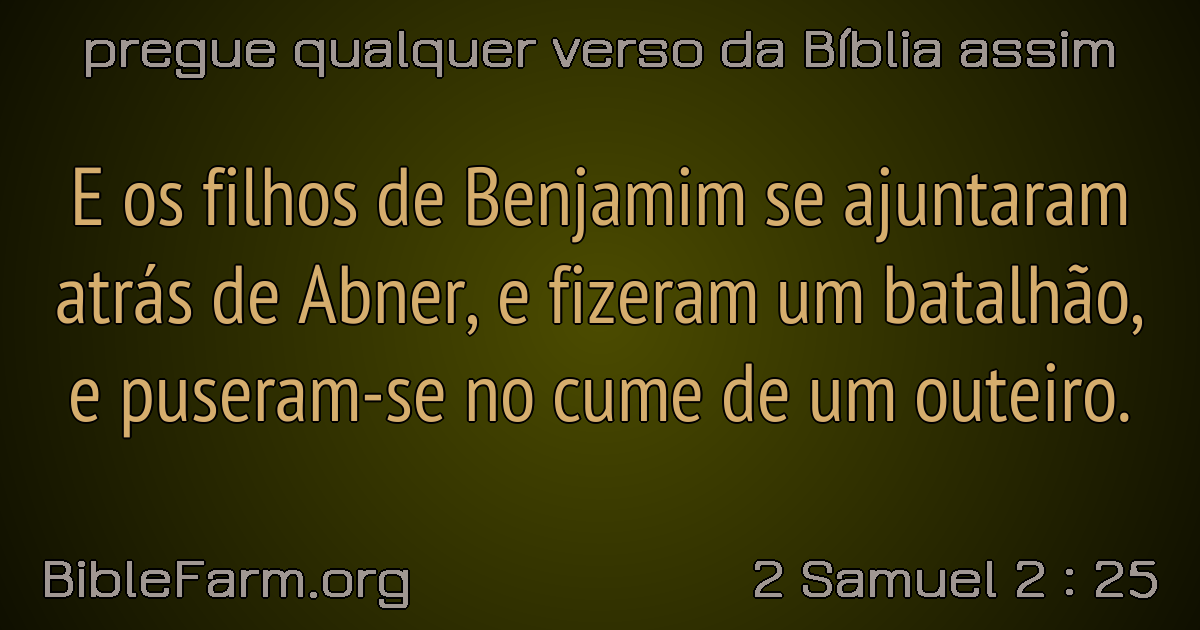 pregue qualquer verso da Bíblia assim
E os filhos de Benjamim se ajuntaram
atrás de Abner, e fizeram um batalhão,
e puseram-se no cume de um outeiro.
BibleFarm.org
2 Samuel 2 : 25